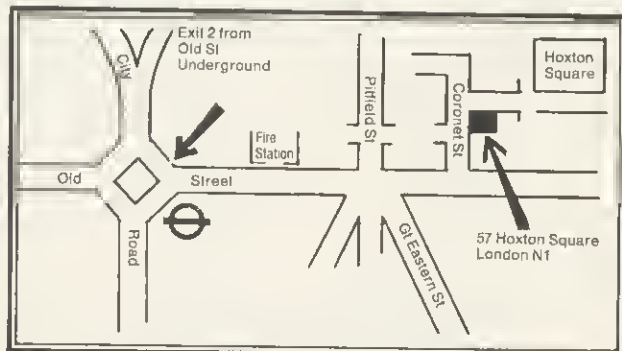 Exit 2 from
Old St
Underground
City
Pitfield St
Coronet St
Hoxton
Square
Fire
Station
Old
Street
Road
Gt Eastern St
57 Hoxton Square
London N1